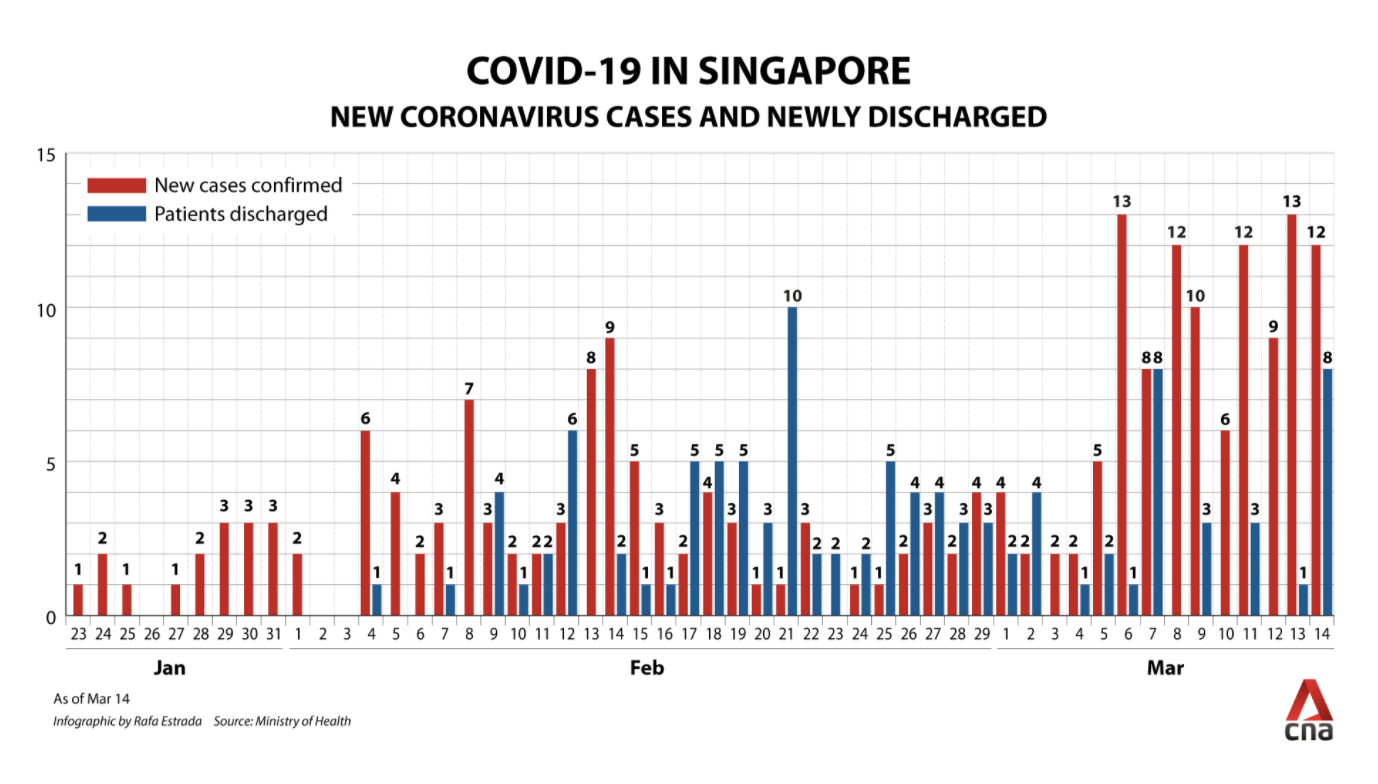 COVID-19 IN SINGAPORE
NEW CORONAVIRUS CASES AND NEWLY DISCHARGED
15
New cases confirmed
Patients discharged
10
5
0
1 2 1 1 2 3 3 3 2 6 1 4 2 3 1 7 3 4 2 1 2 2 3 6 8 9 2 5 1 3 1 2 5 4 5 3 5 1 3 1 10 3 2 2 1 2 1 5 2 4 3 4 2 3 4 3 4 2 2 4 2 2 1 5 2 13 1 8 8 12 10 3 6 12 3 9 13 1 12 8
23 24 25 26 27 28 29 30 31 1 2 3 4 5 6 7 8 9 10 11 12 13 14 15 16 17 18 19 20 21 22 23 24 25 26 27 28 29 1 2 3 4 5 6 7 8 9 10 11 12 13 14
Jan Feb Mar
As of Mar 14
Infographic by Rafa Estrada Source: Ministry of Health
cna